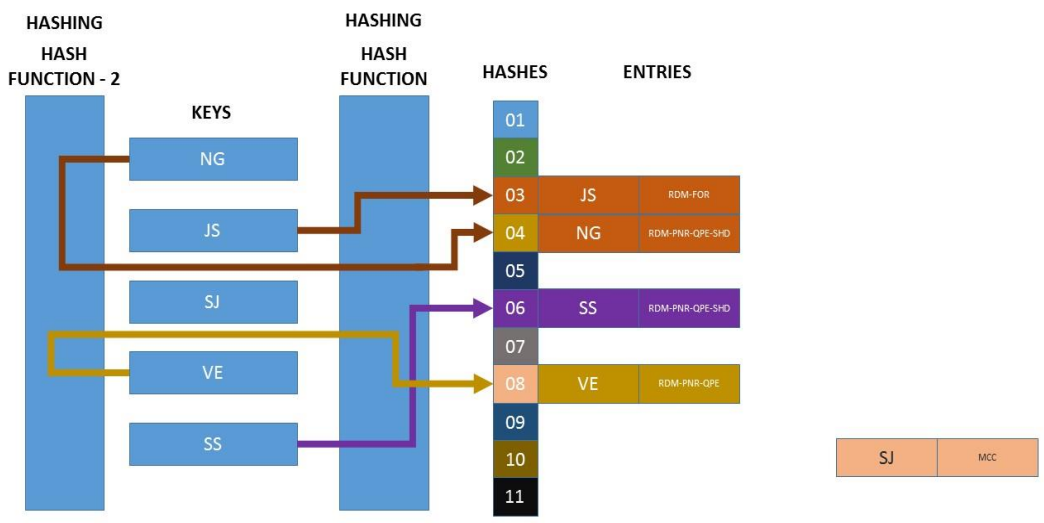 HASHING
HASH
FUNCTION - 2
KEYS
NG
JS
SJ
VE
SS
HASHING
HASH
FUNCTION
HASHES
ENTRIES
01
02
03 JS RDM-FOR
04 NG RDM-PNR-QPE-SHD
05
06 SS RDM-PNR-QPE-SHD
07
08 VE RDM-PNR-QPE
09
10
11
SJ MCC